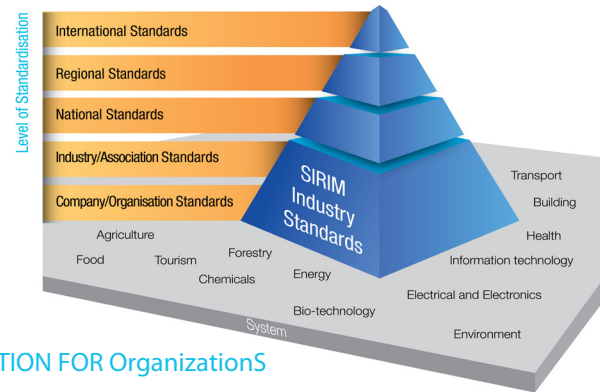 Level of Standardisation
International Standards
Regional Standards
National Standards
Industry/Association Standards
Company/Organisation Standards
SIRIM
Industry
Standards
Transport
Building
Health
Information technology
Electrical and Electronics
Environment
Agriculture
Food
Tourism
Forestry
Chemicals
Energy
Bio-technology
System
TION FOR OrganizationS